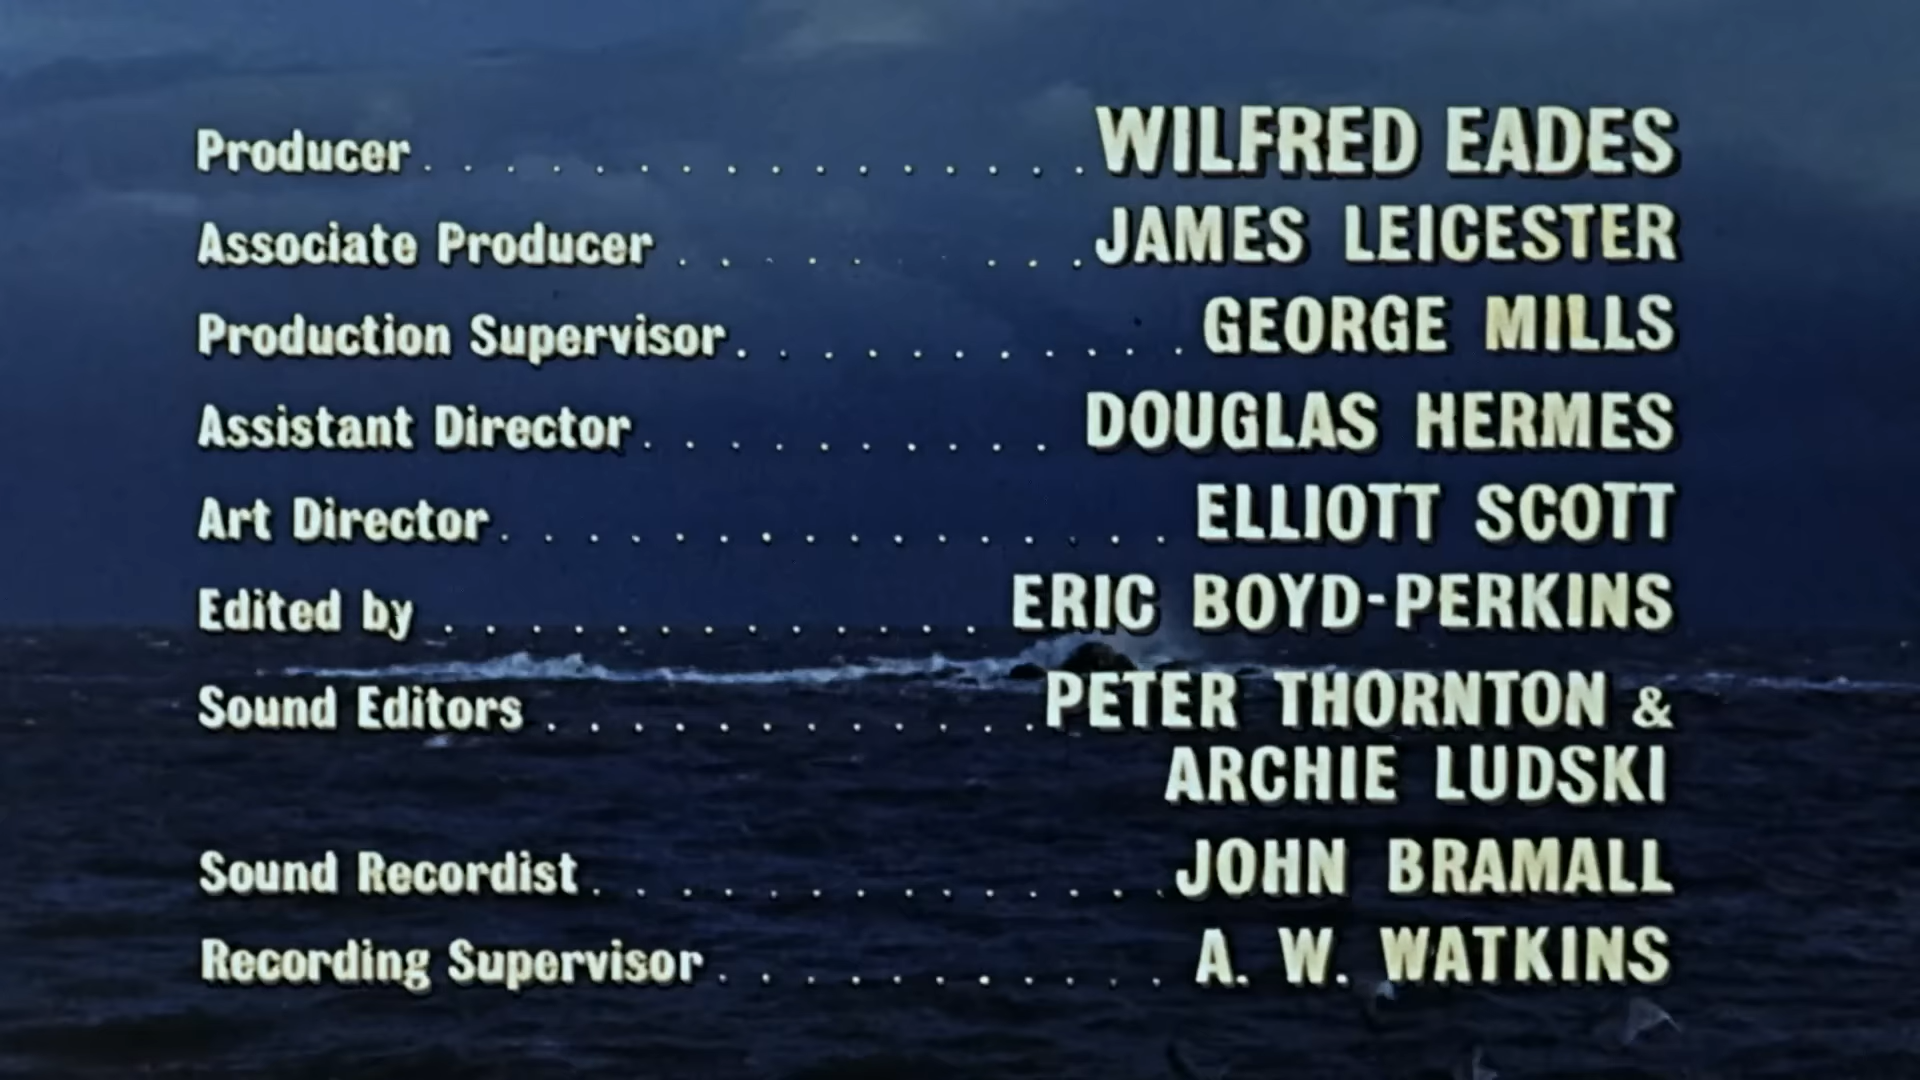 Producer. . . . . . . . . . . . . . . .WILFRED EADES
Associate Producer . . . . . . . . .JAMES LEICESTER
Production Supervisor. . . . . . . . . . .GEORGE MILLS
Assistant Director. . . . . . . . . . DOUGLAS HERMES
Art Director. . . . . . . . . . . . . . . . ELLIOTT SCOTT
Edited by . . . . . . . . . . . . . ERIC BOYD-PERKINS
Sound Editors . . . . . . . . . . . .PETER THORNTON &
ARCHIE LUDSKI
Sound Recordist. . . . . . . . . . . . . .JOHN BRAMALL
Recording Supervisor. . . . . . . . . . . A. W. WATKINS